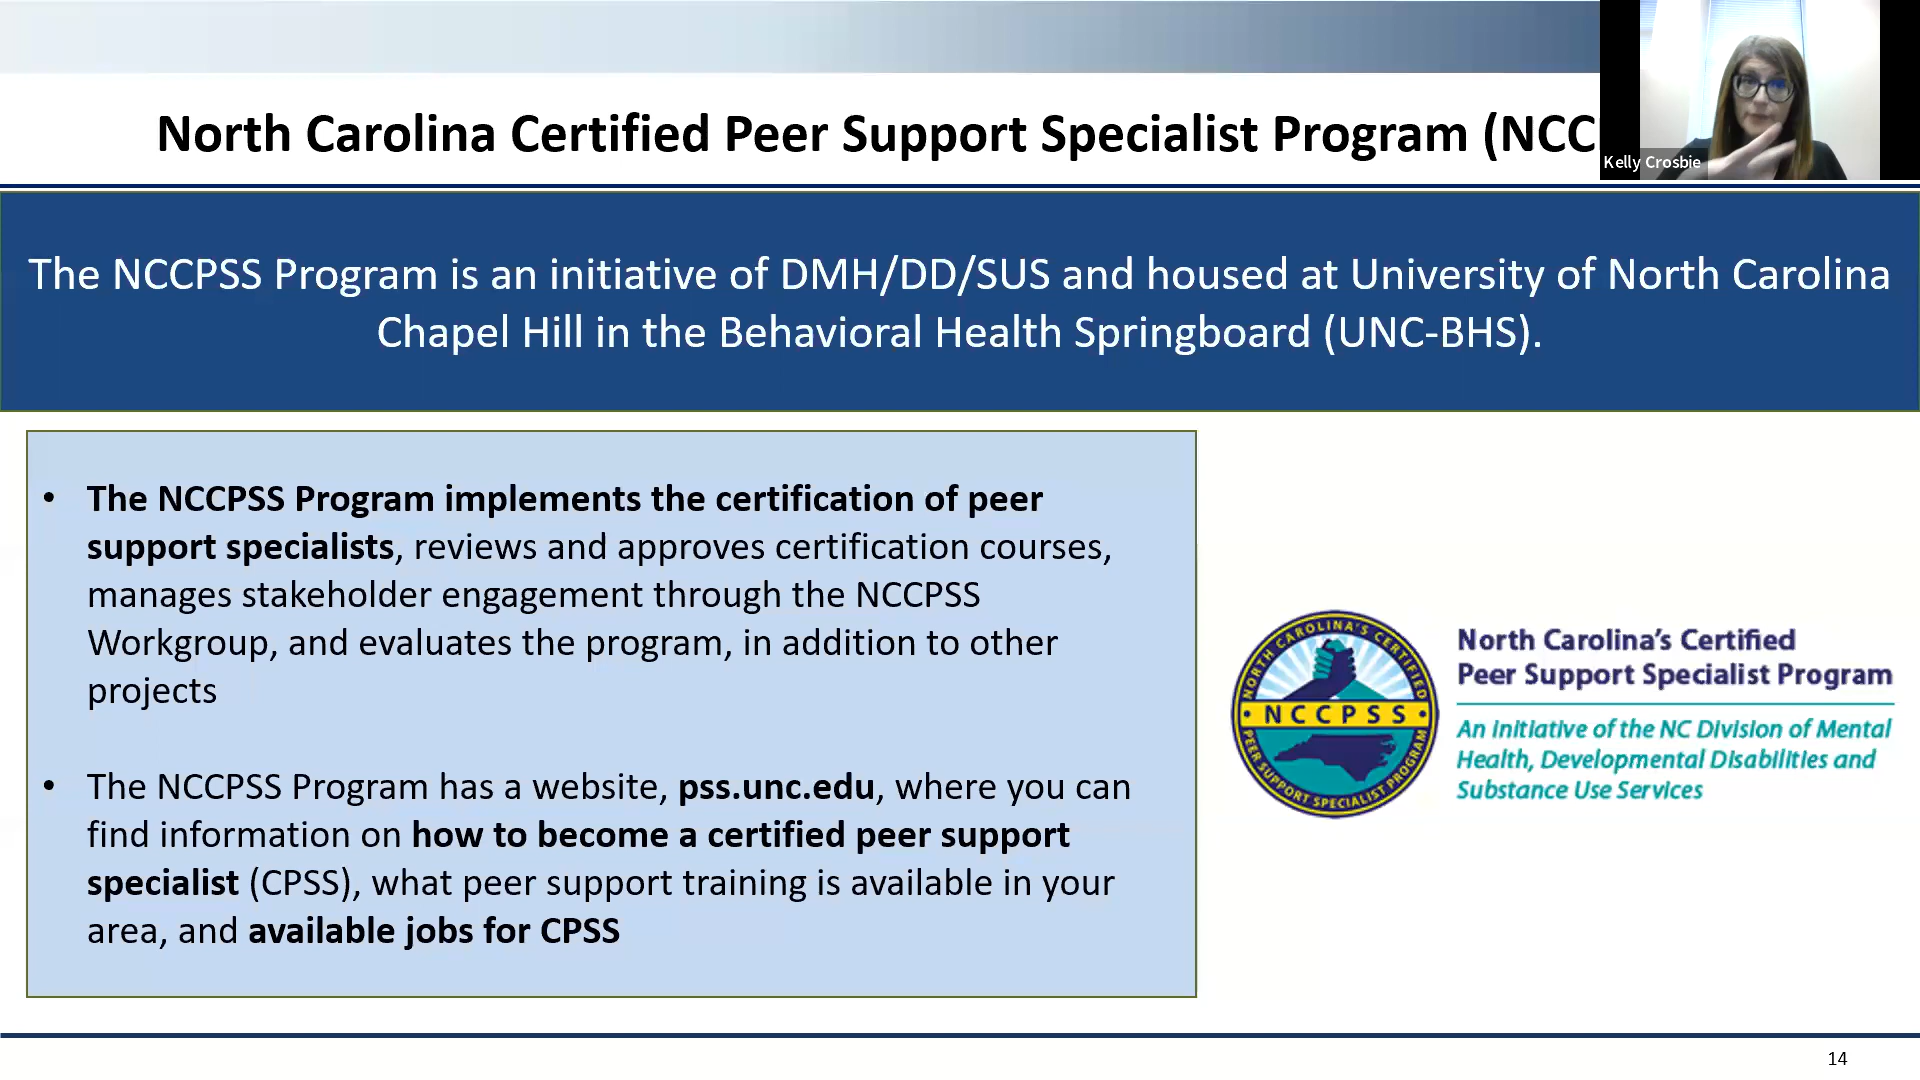 North Carolina Certified Peer Support Specialist Program (NCC
Kelly Crosbie
The NCCPSS Program is an initiative of DMH/DD/SUS and housed at University of North Carolina
Chapel Hill in the Behavioral Health Springboard (UNC-BHS).
• The NCCPSS Program implements the certification of peer
support specialists, reviews and approves certification courses,
manages stakeholder engagement through the NCCPSS
Workgroup, and evaluates the program, in addition to other
projects
• The NCCPSS Program has a website, pss.unc.edu, where you can
find information on how to become a certified peer support
specialist (CPSS), what peer support training is available in your
area, and available jobs for CPSS
NORTH CAROLINA'S CERTIFIED
• NCCPSS •
PEER SUPPORT SPECIALIST PROGRAM
North Carolina's Certified
Peer Support Specialist Program
An initiative of the NC Division of Mental
Health, Developmental Disabilities and
Substance Use Services
14